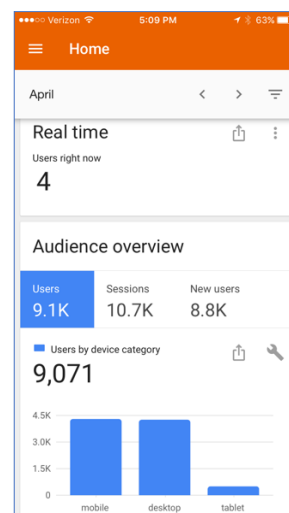 Verizon 5:09 PM 63%
Home
April
Real time
Users right now
4
Audience overview
Users Sessions New users
9.1K 10.7K 8.8K
Users by device category
9,071
4.5K
3.0K
1.5K
0
mobile desktop tablet